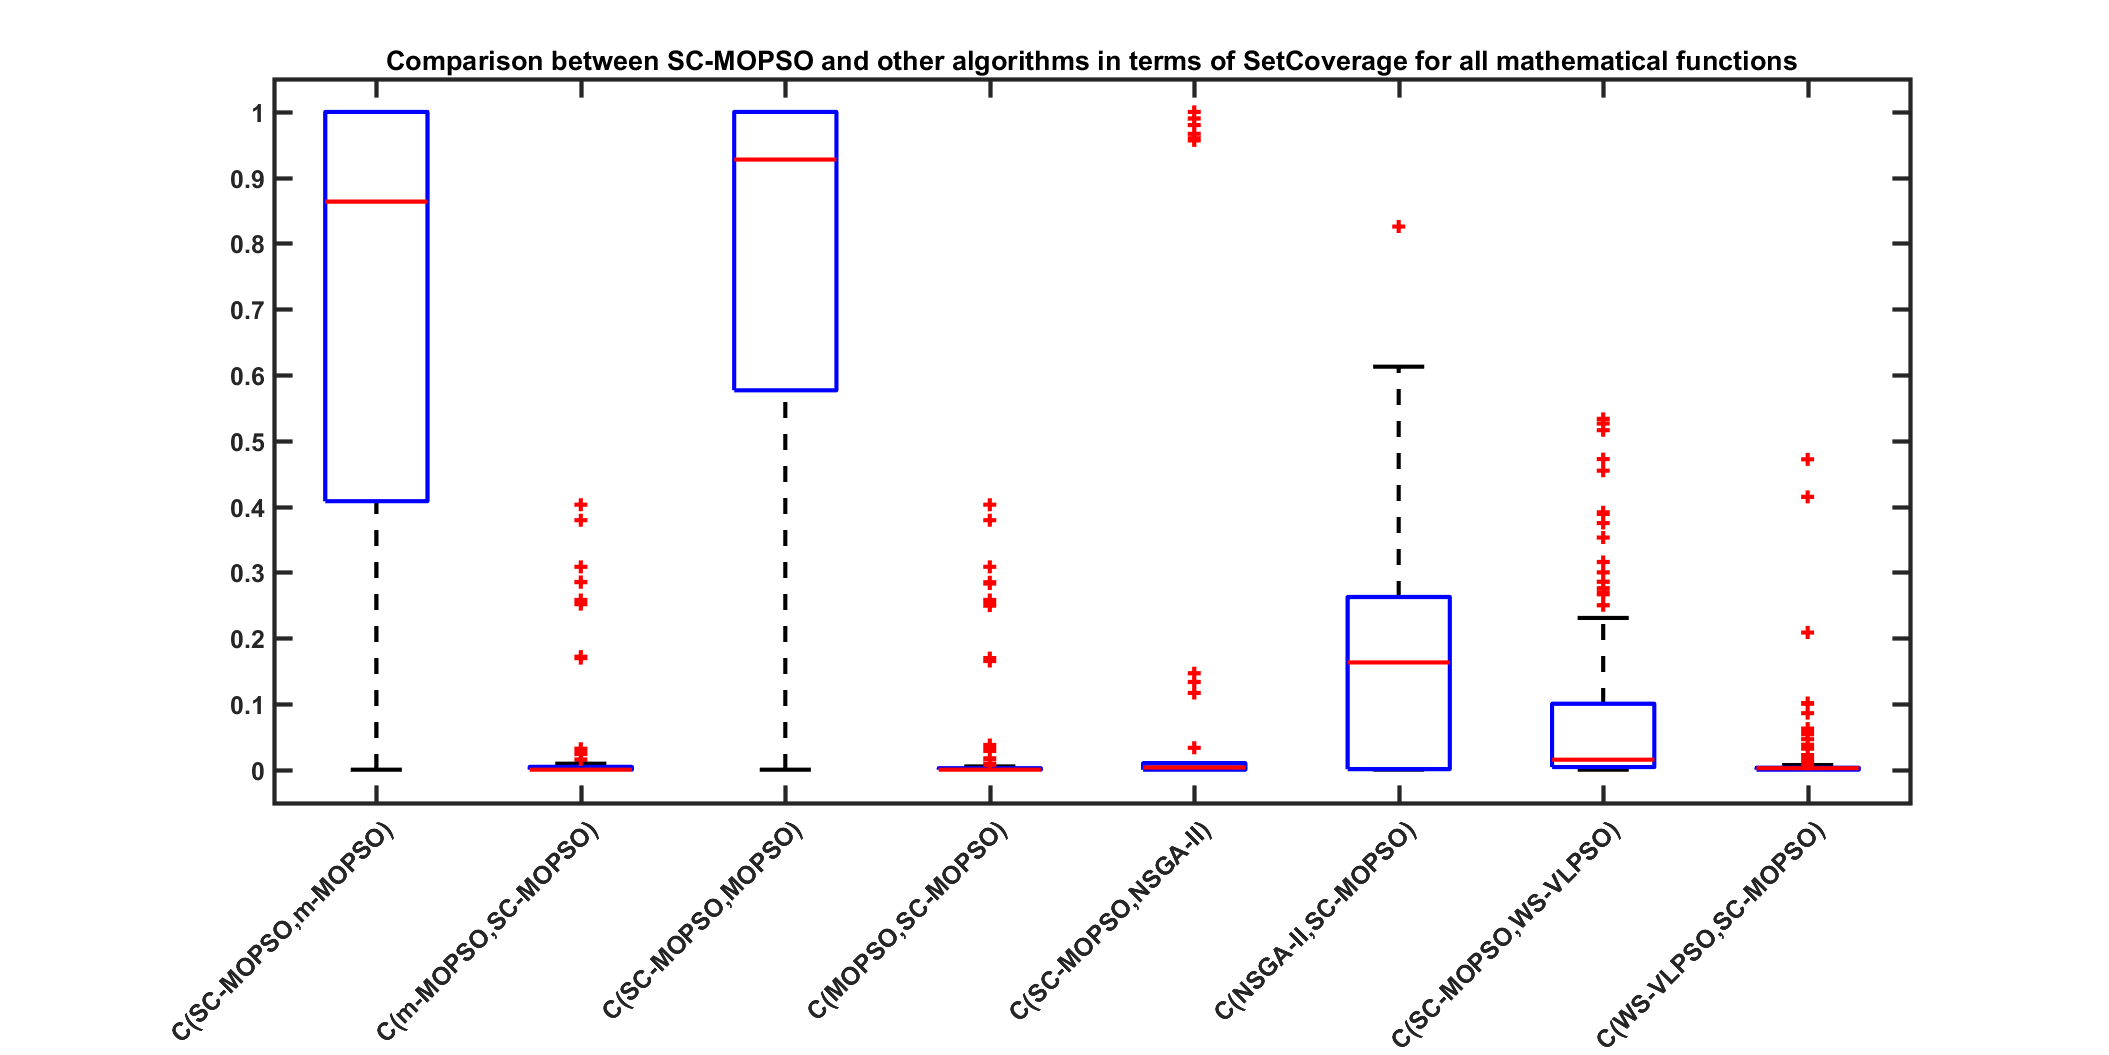 Comparison between SC-MOPSO and other algorithms in terms of SetCoverage for all mathematical functions
1
0.9
0.8
0.7
0.6
0.5
0.4
0.3
0.2
0.1
0
C(SC-MOPSO,m-MOPSO)
C(m-MOPSO,SC-MOPSO)
C(SC-MOPSO,MOPSO)
C(MOPSO,SC-MOPSO)
C(SC-MOPSO,NSGA-II)
C(NSGA-II,SC-MOPSO)
C(SC-MOPSO,WS-VLPSO)
C(WS-VLPSO,SC-MOPSO)